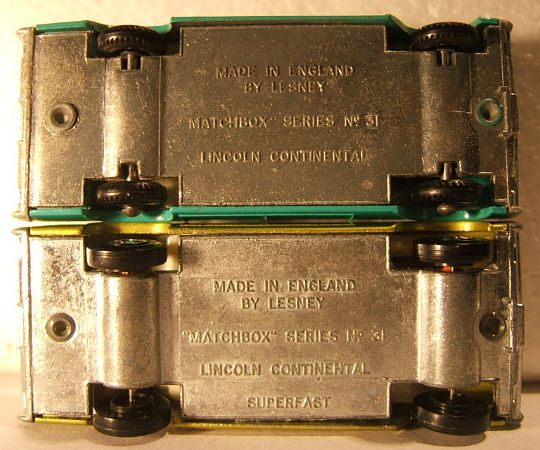 MADE IN ENGLAND
BY LESNEY
"MATCHBOX" SERIES Nº 31
LINCOLN CONTINENTAL
MADE IN ENGLAND
BY LESNEY
"MATCHBOX" SERIES Nº 31
LINCOLN CONTINENTAL
SUPERFAST